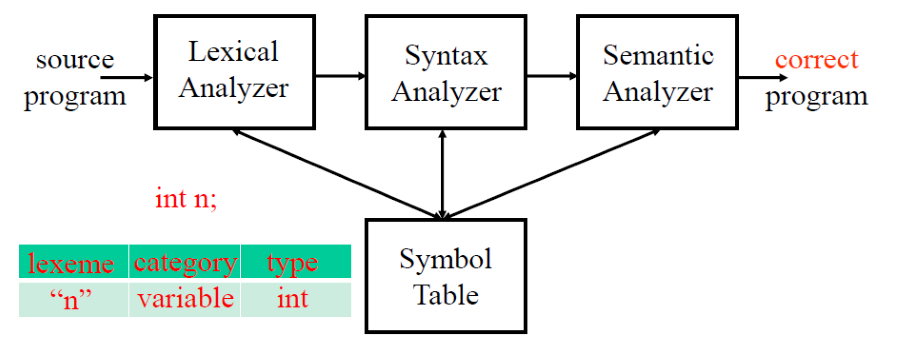 source
program
Lexical
Analyzer
Syntax
Analyzer
Semantic
Analyzer
correct
program
int n;
lexeme category type
“n” variable int
Symbol
Table